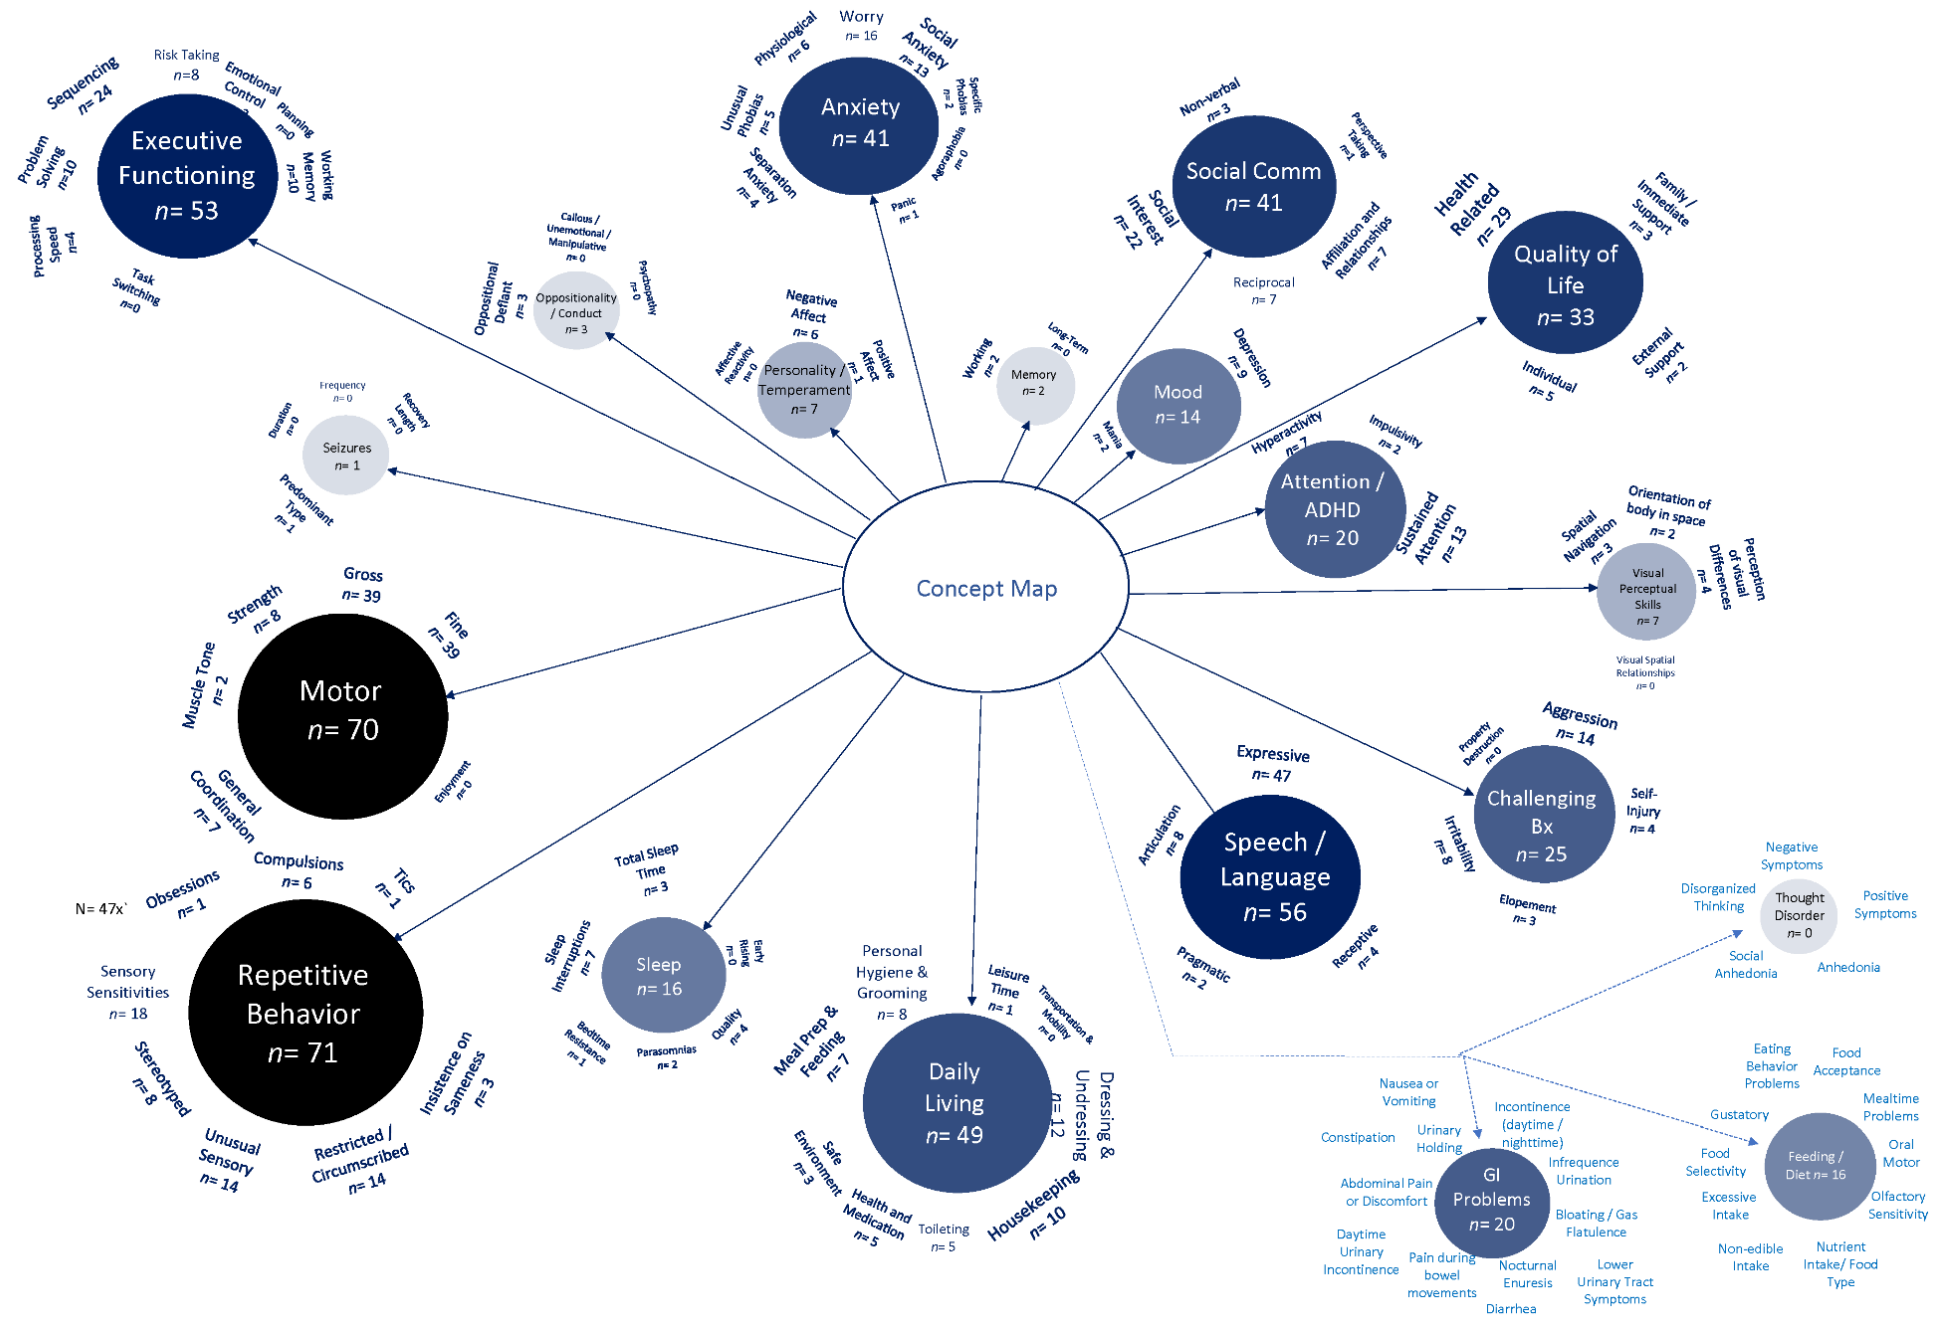 Risk Taking
n=8
Sequencing
n= 24
Emotional
Control
Planning
n=0
Problem
Solving
n=10
Working
Memory
n=10
Processing
Speed
n=4
Task
Switching
n=0
Executive
Functioning
n= 53
Worry
n= 16
Physiological
n= 6
Social
Anxiety
n= 13
Specific
Phobias
n= 2
Unusual
Phobias
n= 5
Agoraphobia
n= 0
Separation
Anxiety
n= 4
Panic
n= 1
Anxiety
n= 41
Non-verbal
n= 3
Perspective
Taking
n=1
Social
Interest
n= 22
Affiliation and
Relationships
n= 7
Reciprocal
n= 7
Social Comm
n= 41
Health
Related
n= 29
Family /
Immediate
Support
n= 3
External
Support
n= 2
Individual
n= 5
Quality of
Life
n= 33
Callous /
Unemotional /
Manipulative
n= 0
Oppositional
Defiant
n= 3
Psychopathy
n= 0
Oppositionality
/ Conduct
n= 3
Negative
Affect
n= 6
Affective
Reactivity
n= 0
Positive
Affect
n= 1
Personality /
Temperament
n= 7
Working
n= 2
Long-Term
n= 0
Memory
n= 2
Depression
n= 9
Mania
n= 2
Mood
n= 14
Hyperactivity
n= 7
Impulsivity
n= 2
Sustained
Attention
n= 13
Attention /
ADHD
n= 20
Frequency
n= 0
Duration
n= 0
Recovery
Length
n= 0
Predominant
Type
n= 1
Seizures
n= 1
Orientation of
body in space
n= 2
Spatial
Navigation
n= 3
Perception
of visual
Differences
n= 4
Visual Spatial
Relationships
n= 0
Visual
Perceptual
Skills
n= 7
Concept Map
Gross
n= 39
Strength
n= 8
Fine
n= 39
Muscle Tone
n= 2
General
Coordination
n= 7
Enjoyment
n= 0
Motor
n= 70
Aggression
n= 14
Property
Destruction
n= 0
Self-
Injury
n= 4
Irritability
n= 8
Elopement
n= 3
Challenging
Bx
n= 25
Expressive
n= 47
Articulation
n= 8
Pragmatic
n= 2
Receptive
n= 4
Speech /
Language
n= 56
Compulsions
n= 6
Obsessions
n= 1
Tics
n= 1
N= 47x`
Sensory
Sensitivities
n= 18
Stereotyped
n= 8
Unusual
Sensory
n= 14
Restricted /
Circumscribed
n= 14
Insistence on
Sameness
n= 3
Repetitive
Behavior
n= 71
Total Sleep
Time
n= 3
Sleep
Interruptions
n= 7
Early
Rising
n= 0
Bedtime
Resistance
n= 1
Parasomnias
n= 2
Quality
n= 4
Sleep
n= 16
Personal
Hygiene &
Grooming
n= 8
Leisure
Time
n= 1
Transportation &
Mobility
n= 0
Meal Prep &
Feeding
n= 7
Dressing &
Undressing
n= 12
Safe
Environment
n= 3
Health and
Medication
n= 5
Toileting
n= 5
Housekeeping
n= 10
Daily
Living
n= 49
Negative
Symptoms
Disorganized
Thinking
Positive
Symptoms
Social
Anhedonia
Anhedonia
Thought
Disorder
n= 0
Nausea or
Vomiting
Incontinence
(daytime /
nighttime)
Constipation
Urinary
Holding
Infrequence
Urination
Abdominal Pain
or Discomfort
Bloating / Gas
Flatulence
Daytime
Urinary
Incontinence
Pain during
bowel
movements
Nocturnal
Enuresis
Lower
Urinary Tract
Symptoms
Diarrhea
GI
Problems
n= 20
Eating
Behavior
Problems
Food
Acceptance
Gustatory
Mealtime
Problems
Food
Selectivity
Oral
Motor
Excessive
Intake
Olfactory
Sensitivity
Non-edible
Intake
Nutrient
Intake/ Food
Type
Feeding /
Diet n= 16